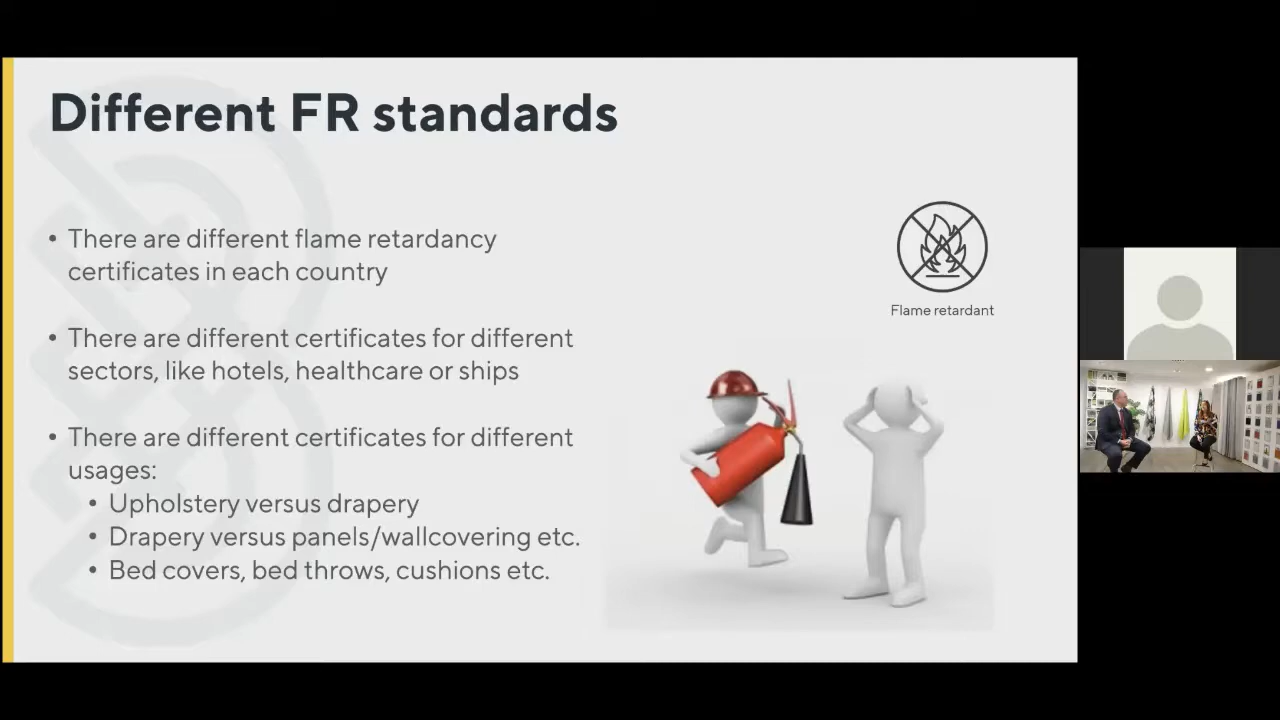 Different FR standards
• There are different flame retardancy
certificates in each country
• There are different certificates for different
sectors, like hotels, healthcare or ships
• There are different certificates for different
usages:
• Upholstery versus drapery
• Drapery versus panels/wallcovering etc.
• Bed covers, bed throws, cushions etc.
Flame retardant